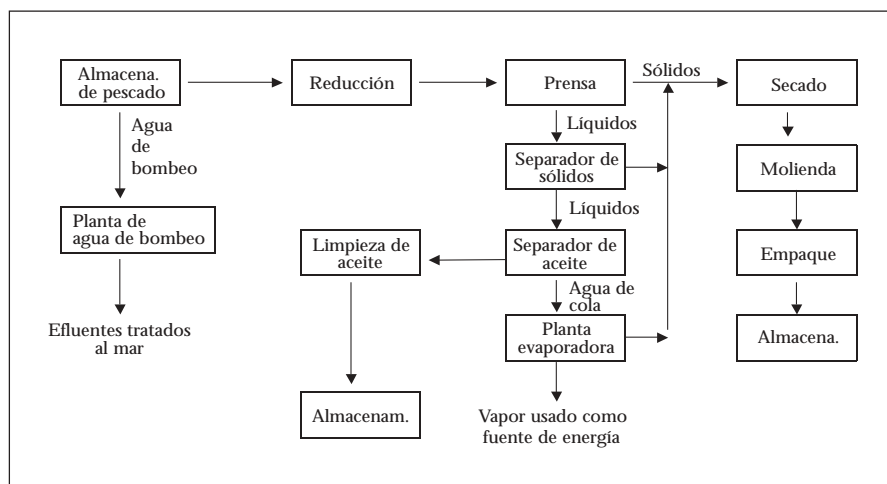 Almacena.
de pescado
Reducción
Prensa
Sólidos
Secado
Agua
de
bombeo
Líquidos
Separador de
sólidos
Molienda
Planta de
agua de bombeo
Líquidos
Limpieza de
aceite
Separador de
aceite
Empaque
Agua de
cola
Efluentes tratados
al mar
Planta
evaporadora
Almacena.
Almacenam.
Vapor usado como
fuente de energía